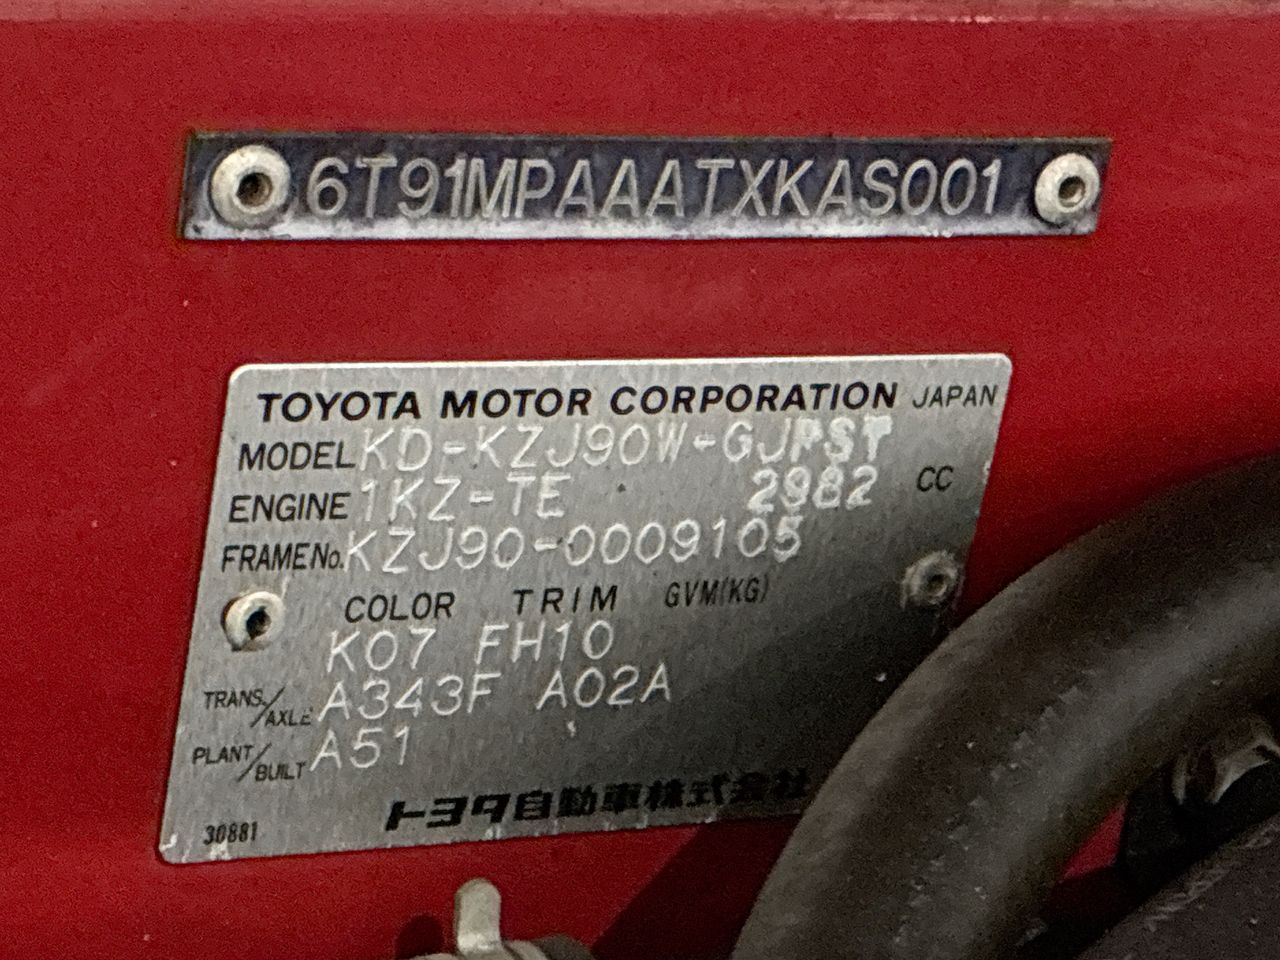 6T91MPAAATXKAS001
TOYOTA MOTOR CORPORATION JAPAN
MODEL KD-KZJ90W-GJPST
ENGINE 1KZ-TE 2982 CC
FRAME No. KZJ90-0009105
COLOR TRIM GVM(KG)
K07 FH10
TRANS/AXLE A343F A02A
PLANT/BUILT A51
トヨタ自動車株式会社
30881